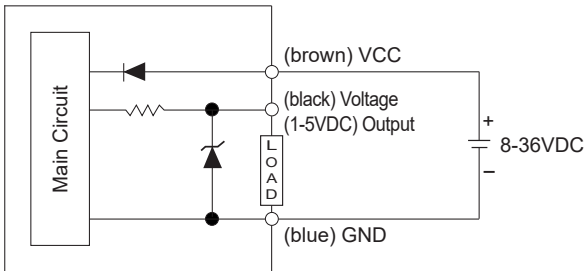 Main Circuit
(brown) VCC
(black) Voltage
(1-5VDC) Output
LOAD
+
8-36VDC
−
(blue) GND